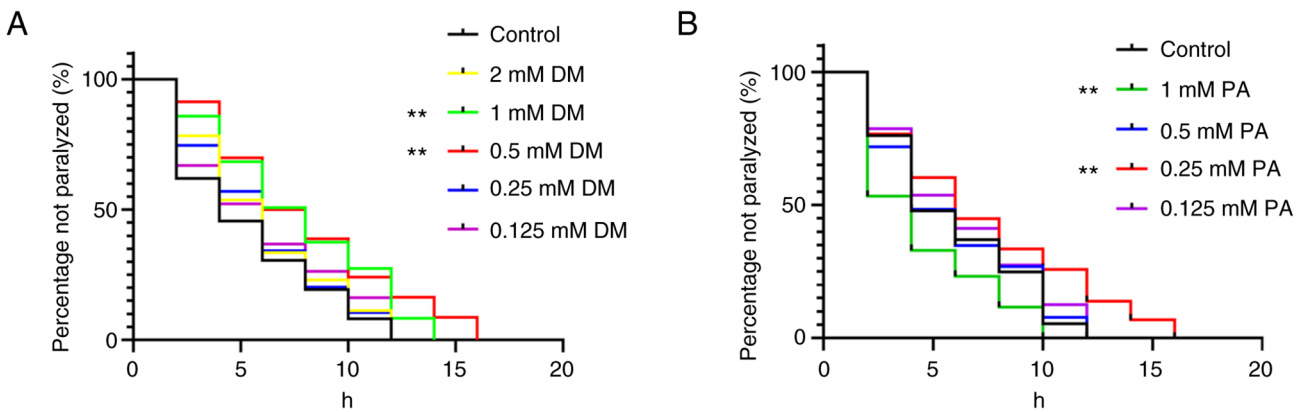 A
Percentage not paralyzed (%)
100
50
0
0 5 10 15 20
h
Control
2 mM DM
** 1 mM DM
** 0.5 mM DM
0.25 mM DM
0.125 mM DM
B
Percentage not paralyzed (%)
100
50
0
0 5 10 15 20
h
Control
** 1 mM PA
0.5 mM PA
** 0.25 mM PA
0.125 mM PA